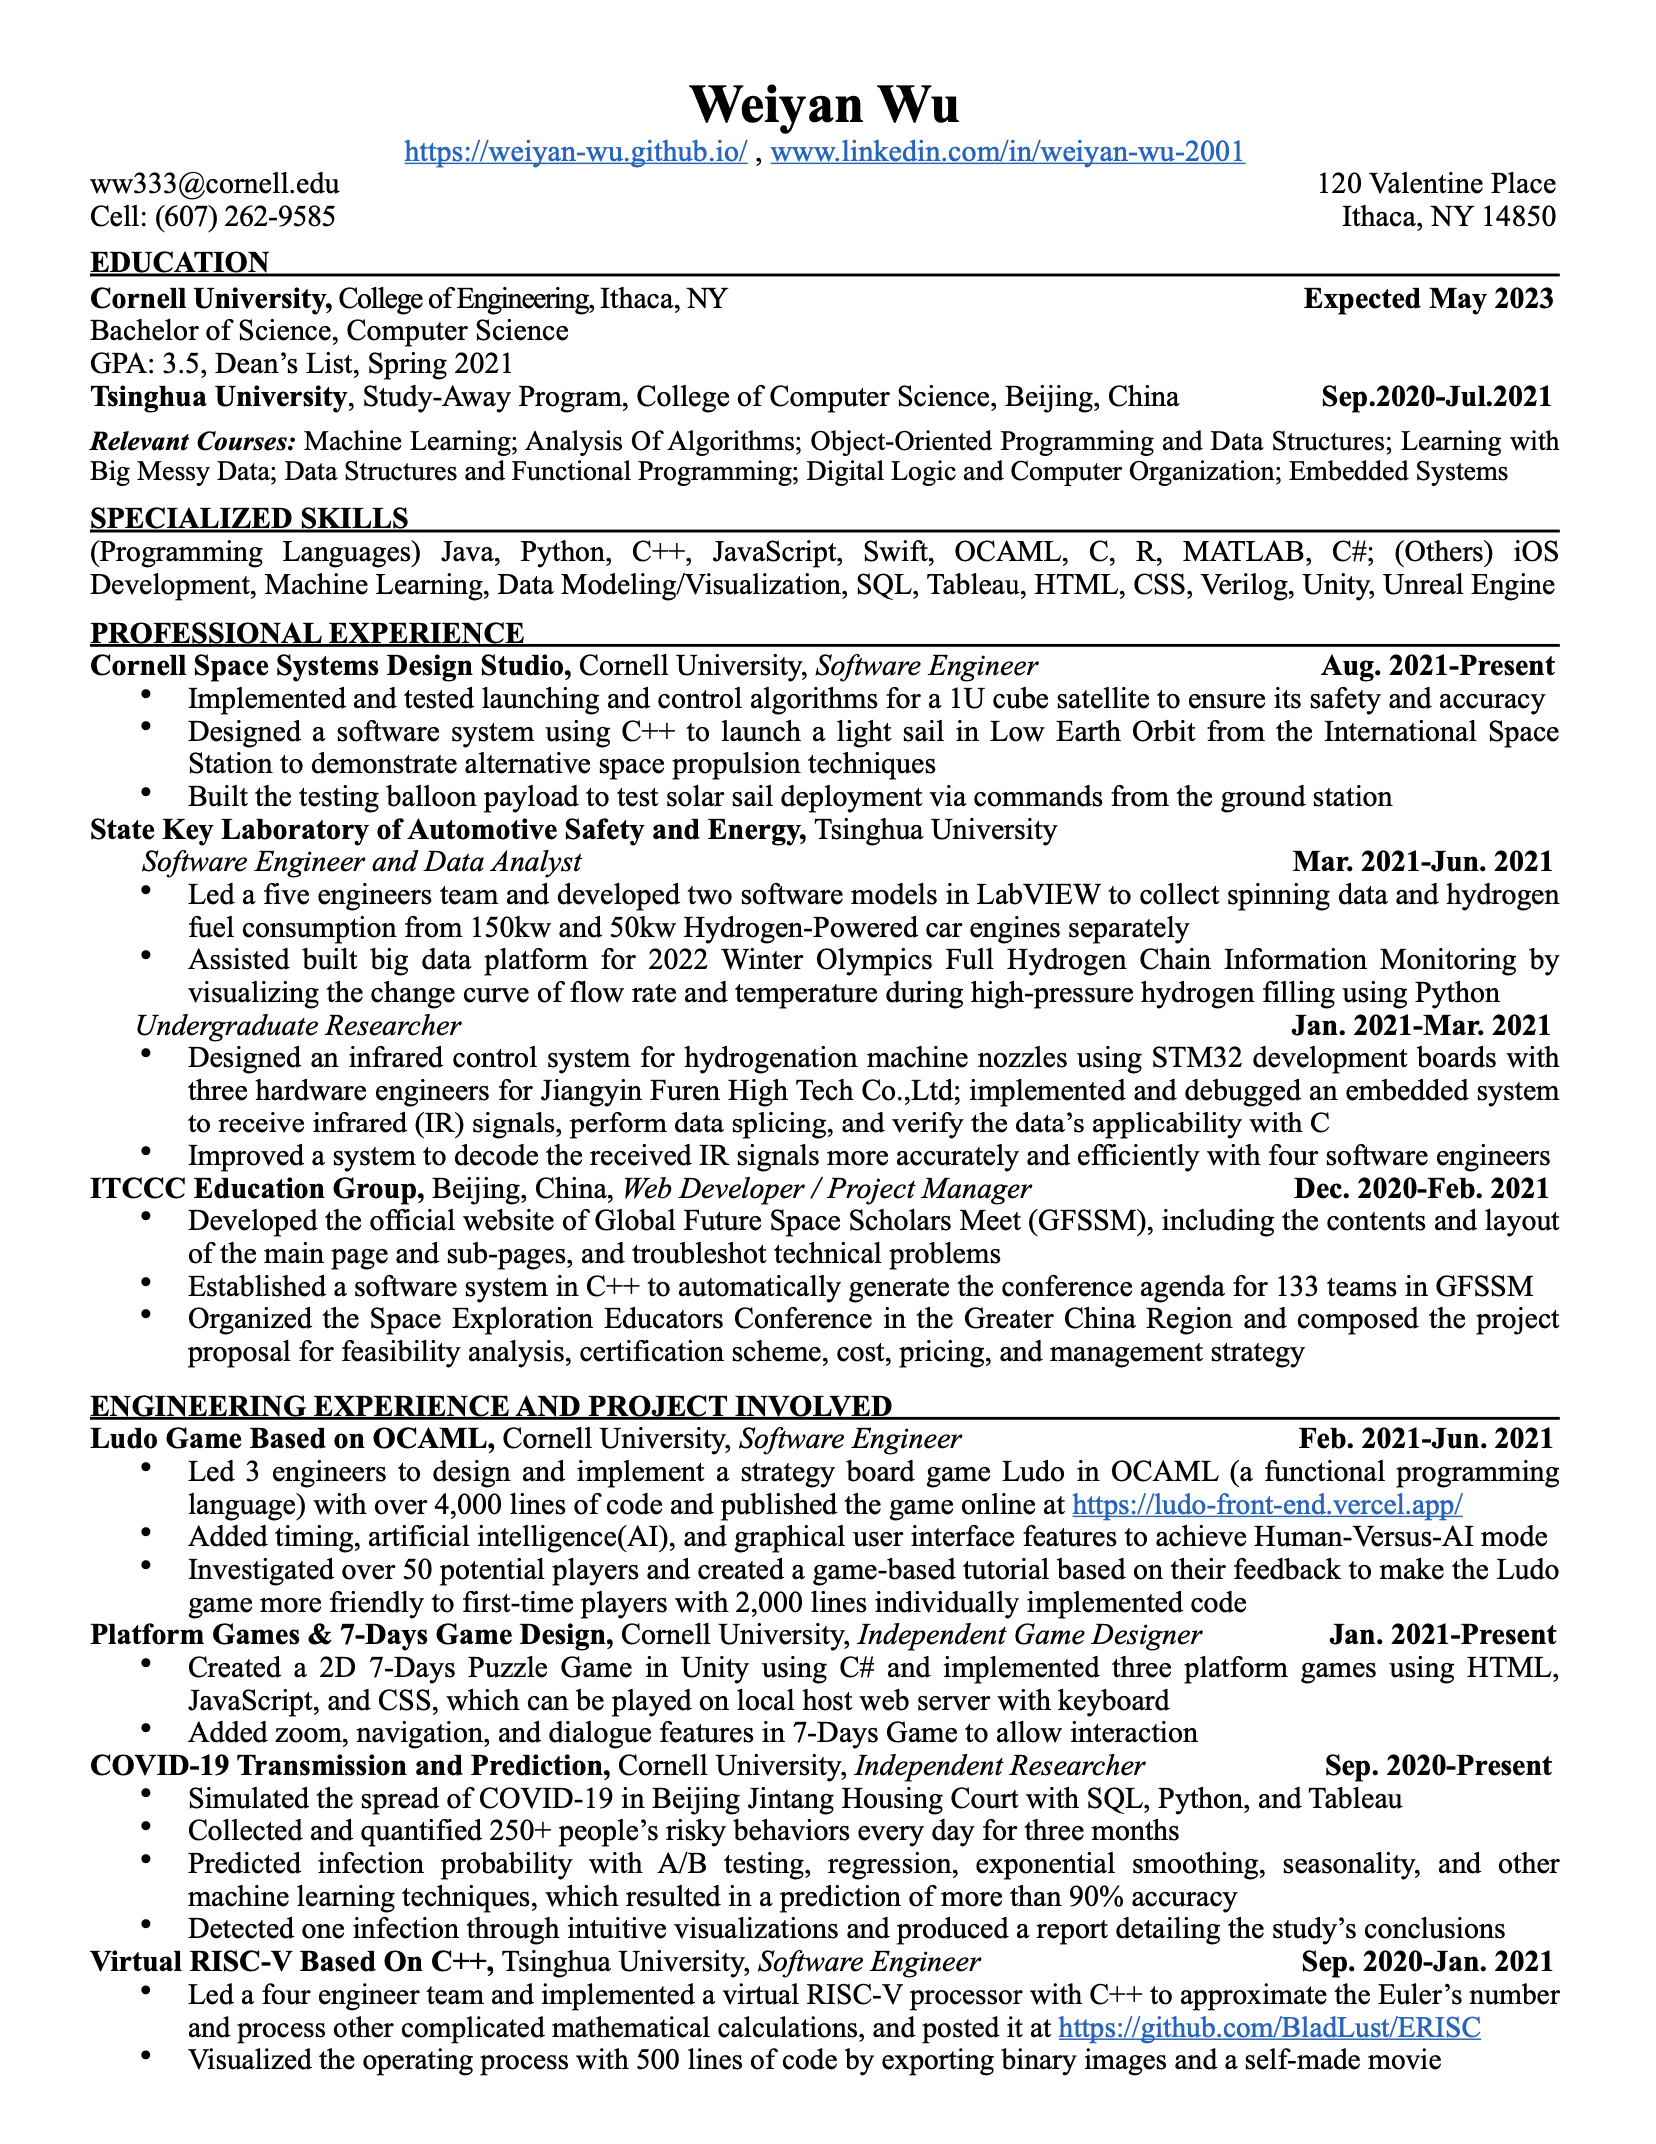 Weiyan Wu
https://weiyan-wu.github.io/ , www.linkedin.com/in/weiyan-wu-2001
ww333@cornell.edu 120 Valentine Place
Cell: (607) 262-9585 Ithaca, NY 14850
EDUCATION
Cornell University, College of Engineering, Ithaca, NY Expected May 2023
Bachelor of Science, Computer Science
GPA: 3.5, Dean’s List, Spring 2021
Tsinghua University, Study-Away Program, College of Computer Science, Beijing, China Sep.2020-Jul.2021
Relevant Courses: Machine Learning; Analysis Of Algorithms; Object-Oriented Programming and Data Structures; Learning with
Big Messy Data; Data Structures and Functional Programming; Digital Logic and Computer Organization; Embedded Systems
SPECIALIZED SKILLS
(Programming Languages) Java, Python, C++, JavaScript, Swift, OCAML, C, R, MATLAB, C#; (Others) iOS
Development, Machine Learning, Data Modeling/Visualization, SQL, Tableau, HTML, CSS, Verilog, Unity, Unreal Engine
PROFESSIONAL EXPERIENCE
Cornell Space Systems Design Studio, Cornell University, Software Engineer Aug. 2021-Present
• Implemented and tested launching and control algorithms for a 1U cube satellite to ensure its safety and accuracy
• Designed a software system using C++ to launch a light sail in Low Earth Orbit from the International Space
Station to demonstrate alternative space propulsion techniques
• Built the testing balloon payload to test solar sail deployment via commands from the ground station
State Key Laboratory of Automotive Safety and Energy, Tsinghua University
Software Engineer and Data Analyst Mar. 2021-Jun. 2021
• Led a five engineers team and developed two software models in LabVIEW to collect spinning data and hydrogen
fuel consumption from 150kw and 50kw Hydrogen-Powered car engines separately
• Assisted built big data platform for 2022 Winter Olympics Full Hydrogen Chain Information Monitoring by
visualizing the change curve of flow rate and temperature during high-pressure hydrogen filling using Python
Undergraduate Researcher Jan. 2021-Mar. 2021
• Designed an infrared control system for hydrogenation machine nozzles using STM32 development boards with
three hardware engineers for Jiangyin Furen High Tech Co.,Ltd; implemented and debugged an embedded system
to receive infrared (IR) signals, perform data splicing, and verify the data’s applicability with C
• Improved a system to decode the received IR signals more accurately and efficiently with four software engineers
ITCCC Education Group, Beijing, China, Web Developer / Project Manager Dec. 2020-Feb. 2021
• Developed the official website of Global Future Space Scholars Meet (GFSSM), including the contents and layout
of the main page and sub-pages, and troubleshot technical problems
• Established a software system in C++ to automatically generate the conference agenda for 133 teams in GFSSM
• Organized the Space Exploration Educators Conference in the Greater China Region and composed the project
proposal for feasibility analysis, certification scheme, cost, pricing, and management strategy
ENGINEERING EXPERIENCE AND PROJECT INVOLVED
Ludo Game Based on OCAML, Cornell University, Software Engineer Feb. 2021-Jun. 2021
• Led 3 engineers to design and implement a strategy board game Ludo in OCAML (a functional programming
language) with over 4,000 lines of code and published the game online at https://ludo-front-end.vercel.app/
• Added timing, artificial intelligence(AI), and graphical user interface features to achieve Human-Versus-AI mode
• Investigated over 50 potential players and created a game-based tutorial based on their feedback to make the Ludo
game more friendly to first-time players with 2,000 lines individually implemented code
Platform Games & 7-Days Game Design, Cornell University, Independent Game Designer Jan. 2021-Present
• Created a 2D 7-Days Puzzle Game in Unity using C# and implemented three platform games using HTML,
JavaScript, and CSS, which can be played on local host web server with keyboard
• Added zoom, navigation, and dialogue features in 7-Days Game to allow interaction
COVID-19 Transmission and Prediction, Cornell University, Independent Researcher Sep. 2020-Present
• Simulated the spread of COVID-19 in Beijing Jintang Housing Court with SQL, Python, and Tableau
• Collected and quantified 250+ people’s risky behaviors every day for three months
• Predicted infection probability with A/B testing, regression, exponential smoothing, seasonality, and other
machine learning techniques, which resulted in a prediction of more than 90% accuracy
• Detected one infection through intuitive visualizations and produced a report detailing the study’s conclusions
Virtual RISC-V Based On C++, Tsinghua University, Software Engineer Sep. 2020-Jan. 2021
• Led a four engineer team and implemented a virtual RISC-V processor with C++ to approximate the Euler’s number
and process other complicated mathematical calculations, and posted it at https://github.com/BladLust/ERISC
• Visualized the operating process with 500 lines of code by exporting binary images and a self-made movie